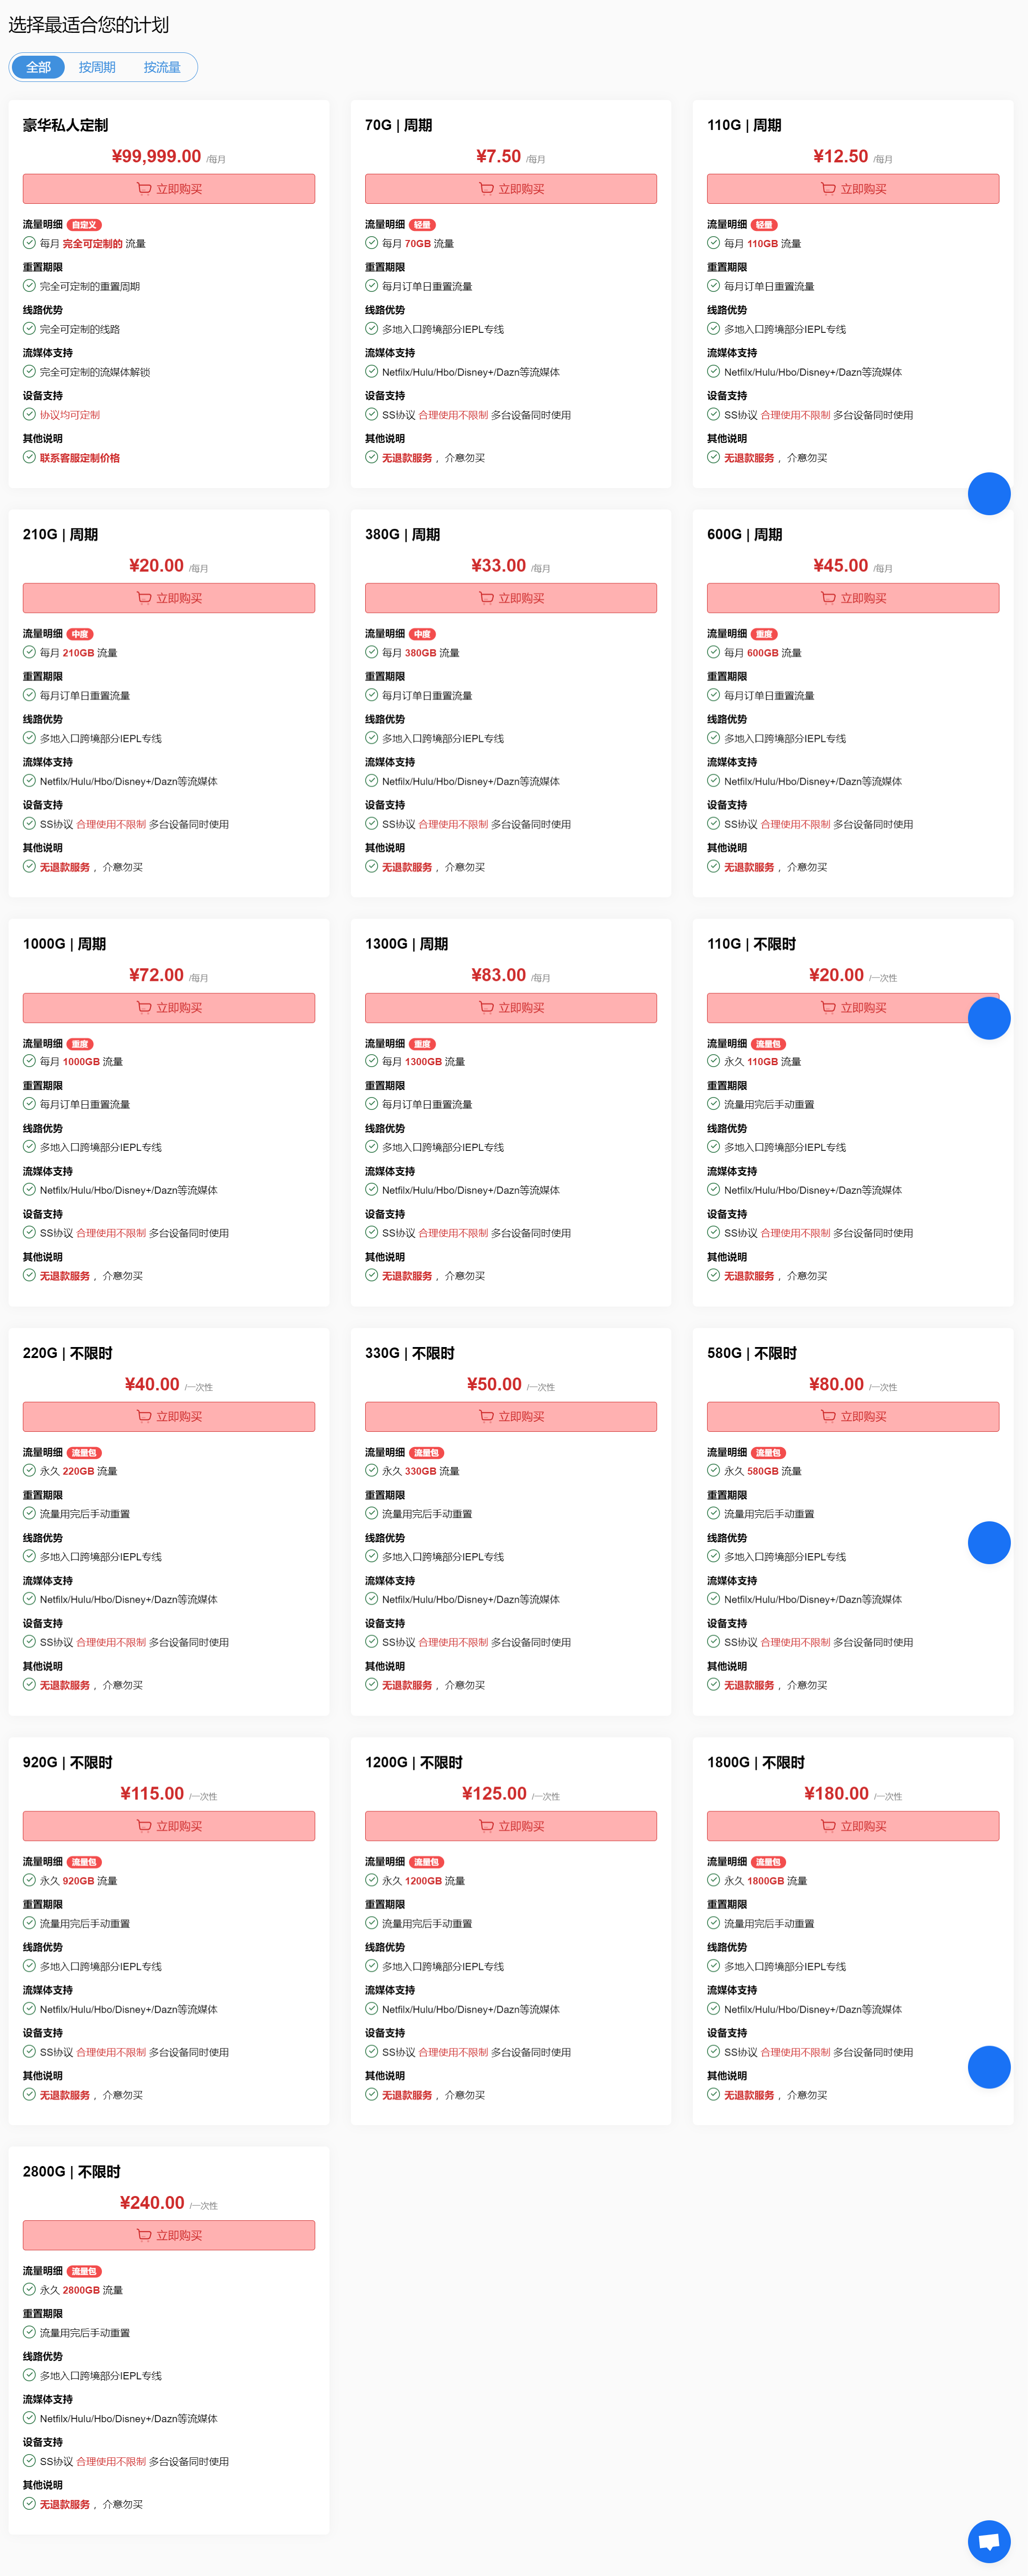 选择最适合您的计划
全部 按周期 按流量
豪华私人定制
¥99,999.00 /每月
立即购买
流量明细 自定义
每月 完全可定制的 流量
重置期限
完全可定制的重置周期
线路优势
完全可定制的线路
流媒体支持
完全可定制的流媒体解锁
设备支持
协议均可定制
其他说明
联系客服定制价格
70G | 周期
¥7.50 /每月
立即购买
流量明细 轻量
每月 70GB 流量
重置期限
每月订单日重置流量
线路优势
多地入口跨境部分IEPL专线
流媒体支持
Netfilx/Hulu/Hbo/Disney+/Dazn等流媒体
设备支持
SS协议 合理使用不限制 多台设备同时使用
其他说明
无退款服务 ，介意勿买
110G | 周期
¥12.50 /每月
立即购买
流量明细 轻量
每月 110GB 流量
重置期限
每月订单日重置流量
线路优势
多地入口跨境部分IEPL专线
流媒体支持
Netfilx/Hulu/Hbo/Disney+/Dazn等流媒体
设备支持
SS协议 合理使用不限制 多台设备同时使用
其他说明
无退款服务 ，介意勿买
210G | 周期
¥20.00 /每月
立即购买
流量明细 中度
每月 210GB 流量
重置期限
每月订单日重置流量
线路优势
多地入口跨境部分IEPL专线
流媒体支持
Netfilx/Hulu/Hbo/Disney+/Dazn等流媒体
设备支持
SS协议 合理使用不限制 多台设备同时使用
其他说明
无退款服务 ，介意勿买
380G | 周期
¥33.00 /每月
立即购买
流量明细 中度
每月 380GB 流量
重置期限
每月订单日重置流量
线路优势
多地入口跨境部分IEPL专线
流媒体支持
Netfilx/Hulu/Hbo/Disney+/Dazn等流媒体
设备支持
SS协议 合理使用不限制 多台设备同时使用
其他说明
无退款服务 ，介意勿买
600G | 周期
¥45.00 /每月
立即购买
流量明细 重度
每月 600GB 流量
重置期限
每月订单日重置流量
线路优势
多地入口跨境部分IEPL专线
流媒体支持
Netfilx/Hulu/Hbo/Disney+/Dazn等流媒体
设备支持
SS协议 合理使用不限制 多台设备同时使用
其他说明
无退款服务 ，介意勿买
1000G | 周期
¥72.00 /每月
立即购买
流量明细 重度
每月 1000GB 流量
重置期限
每月订单日重置流量
线路优势
多地入口跨境部分IEPL专线
流媒体支持
Netfilx/Hulu/Hbo/Disney+/Dazn等流媒体
设备支持
SS协议 合理使用不限制 多台设备同时使用
其他说明
无退款服务 ，介意勿买
1300G | 周期
¥83.00 /每月
立即购买
流量明细 重度
每月 1300GB 流量
重置期限
每月订单日重置流量
线路优势
多地入口跨境部分IEPL专线
流媒体支持
Netfilx/Hulu/Hbo/Disney+/Dazn等流媒体
设备支持
SS协议 合理使用不限制 多台设备同时使用
其他说明
无退款服务 ，介意勿买
110G | 不限时
¥20.00 /一次性
立即购买
流量明细 流量包
永久 110GB 流量
重置期限
流量用完后手动重置
线路优势
多地入口跨境部分IEPL专线
流媒体支持
Netfilx/Hulu/Hbo/Disney+/Dazn等流媒体
设备支持
SS协议 合理使用不限制 多台设备同时使用
其他说明
无退款服务 ，介意勿买
220G | 不限时
¥40.00 /一次性
立即购买
流量明细 流量包
永久 220GB 流量
重置期限
流量用完后手动重置
线路优势
多地入口跨境部分IEPL专线
流媒体支持
Netfilx/Hulu/Hbo/Disney+/Dazn等流媒体
设备支持
SS协议 合理使用不限制 多台设备同时使用
其他说明
无退款服务 ，介意勿买
330G | 不限时
¥50.00 /一次性
立即购买
流量明细 流量包
永久 330GB 流量
重置期限
流量用完后手动重置
线路优势
多地入口跨境部分IEPL专线
流媒体支持
Netfilx/Hulu/Hbo/Disney+/Dazn等流媒体
设备支持
SS协议 合理使用不限制 多台设备同时使用
其他说明
无退款服务 ，介意勿买
580G | 不限时
¥80.00 /一次性
立即购买
流量明细 流量包
永久 580GB 流量
重置期限
流量用完后手动重置
线路优势
多地入口跨境部分IEPL专线
流媒体支持
Netfilx/Hulu/Hbo/Disney+/Dazn等流媒体
设备支持
SS协议 合理使用不限制 多台设备同时使用
其他说明
无退款服务 ，介意勿买
920G | 不限时
¥115.00 /一次性
立即购买
流量明细 流量包
永久 920GB 流量
重置期限
流量用完后手动重置
线路优势
多地入口跨境部分IEPL专线
流媒体支持
Netfilx/Hulu/Hbo/Disney+/Dazn等流媒体
设备支持
SS协议 合理使用不限制 多台设备同时使用
其他说明
无退款服务 ，介意勿买
1200G | 不限时
¥125.00 /一次性
立即购买
流量明细 流量包
永久 1200GB 流量
重置期限
流量用完后手动重置
线路优势
多地入口跨境部分IEPL专线
流媒体支持
Netfilx/Hulu/Hbo/Disney+/Dazn等流媒体
设备支持
SS协议 合理使用不限制 多台设备同时使用
其他说明
无退款服务 ，介意勿买
1800G | 不限时
¥180.00 /一次性
立即购买
流量明细 流量包
永久 1800GB 流量
重置期限
流量用完后手动重置
线路优势
多地入口跨境部分IEPL专线
流媒体支持
Netfilx/Hulu/Hbo/Disney+/Dazn等流媒体
设备支持
SS协议 合理使用不限制 多台设备同时使用
其他说明
无退款服务 ，介意勿买
2800G | 不限时
¥240.00 /一次性
立即购买
流量明细 流量包
永久 2800GB 流量
重置期限
流量用完后手动重置
线路优势
多地入口跨境部分IEPL专线
流媒体支持
Netfilx/Hulu/Hbo/Disney+/Dazn等流媒体
设备支持
SS协议 合理使用不限制 多台设备同时使用
其他说明
无退款服务 ，介意勿买